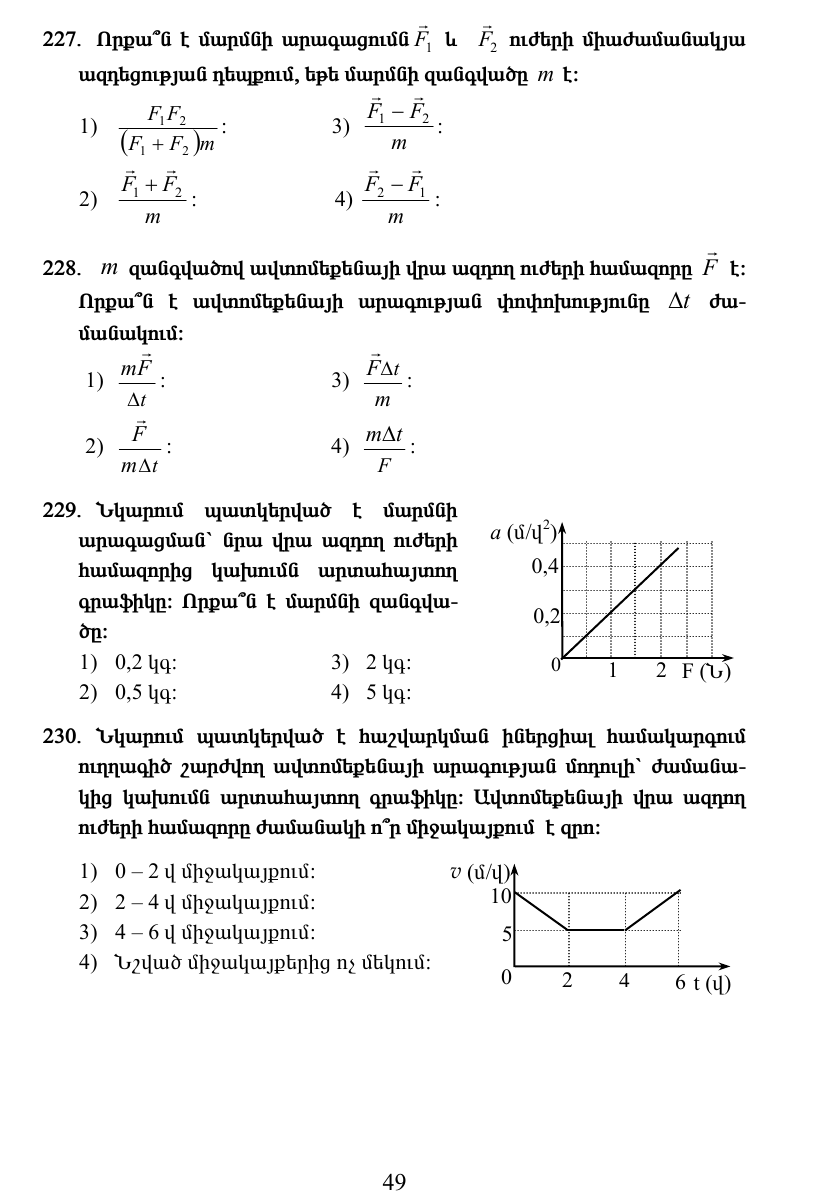 227. Որքա՞ն է մարմնի արագացումն F⃗₁ և F⃗₂ ուժերի միաժամանակյա
ազդեցության դեպքում, եթե մարմնի զանգվածը m է:
1) F₁F₂ / (F₁ + F₂)m : 3) (F⃗₁ − F⃗₂) / m :
2) (F⃗₁ + F⃗₂) / m : 4) (F⃗₂ − F⃗₁) / m :
228. m զանգվածով ավտոմեքենայի վրա ազդող ուժերի համազորը F⃗ է:
Որքա՞ն է ավտոմեքենայի արագության փոփոխությունը Δt ժա-
մանակում:
1) mF⃗ / Δt : 3) F⃗Δt / m :
2) F⃗ / mΔt : 4) mΔt / F :
229. Նկարում պատկերված է մարմնի
արագացման՝ նրա վրա ազդող ուժերի
համազորից կախումն արտահայտող
գրաֆիկը: Որքա՞ն է մարմնի զանգվա-
ծը:
1) 0,2 կգ: 3) 2 կգ:
2) 0,5 կգ: 4) 5 կգ:
a (մ/վ²)
0,4
0,2
0 1 2 F (Ն)
230. Նկարում պատկերված է հաշվարկման իներցիալ համակարգում
ուղղագիծ շարժվող ավտոմեքենայի արագության մոդուլի՝ ժամանա-
կից կախումն արտահայտող գրաֆիկը: Ավտոմեքենայի վրա ազդող
ուժերի համազորը ժամանակի ո՞ր միջակայքում է զրո:
1) 0 – 2 վ միջակայքում:
2) 2 – 4 վ միջակայքում:
3) 4 – 6 վ միջակայքում:
4) Նշված միջակայքերից ոչ մեկում:
υ (մ/վ)
10
5
0 2 4 6 t (վ)
49